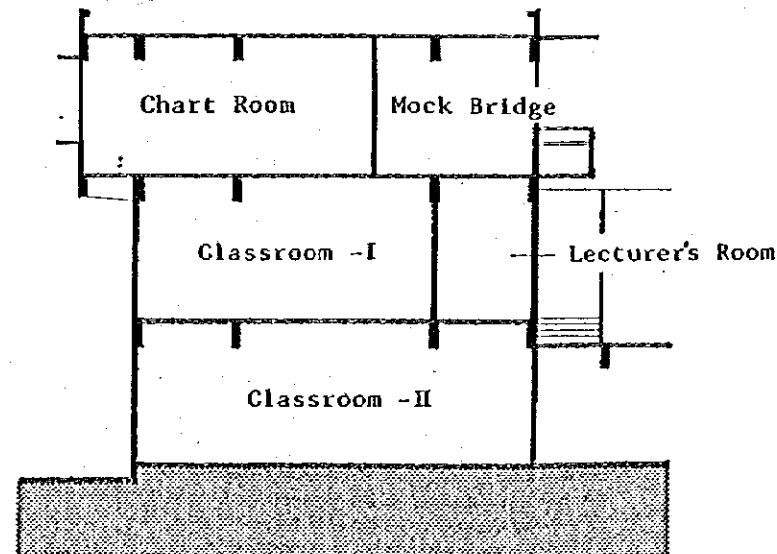 Chart Room
Mock Bridge
Classroom -I
Lecturer's Room
Classroom -II